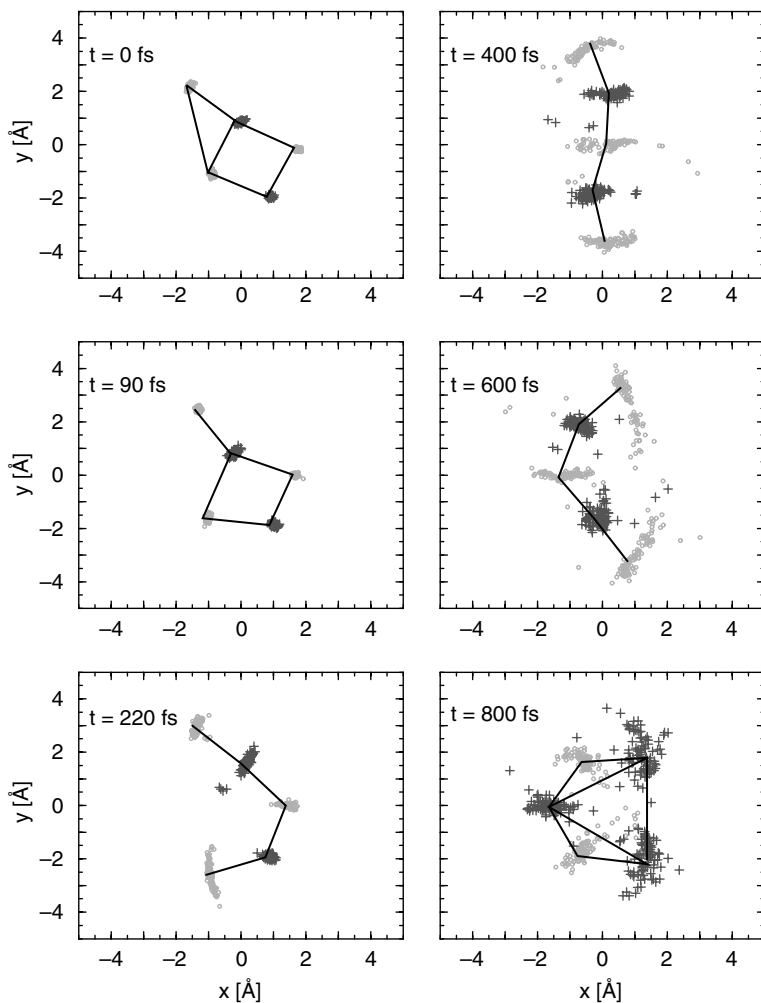 4
t = 0 fs
2
y [Å]
0
−2
−4
−4 −2 0 2 4
4
t = 400 fs
2
y [Å]
0
−2
−4
−4 −2 0 2 4
4
t = 90 fs
2
y [Å]
0
−2
−4
−4 −2 0 2 4
4
t = 600 fs
2
y [Å]
0
−2
−4
−4 −2 0 2 4
4
t = 220 fs
2
y [Å]
0
−2
−4
−4 −2 0 2 4
x [Å]
4
t = 800 fs
2
y [Å]
0
−2
−4
−4 −2 0 2 4
x [Å]